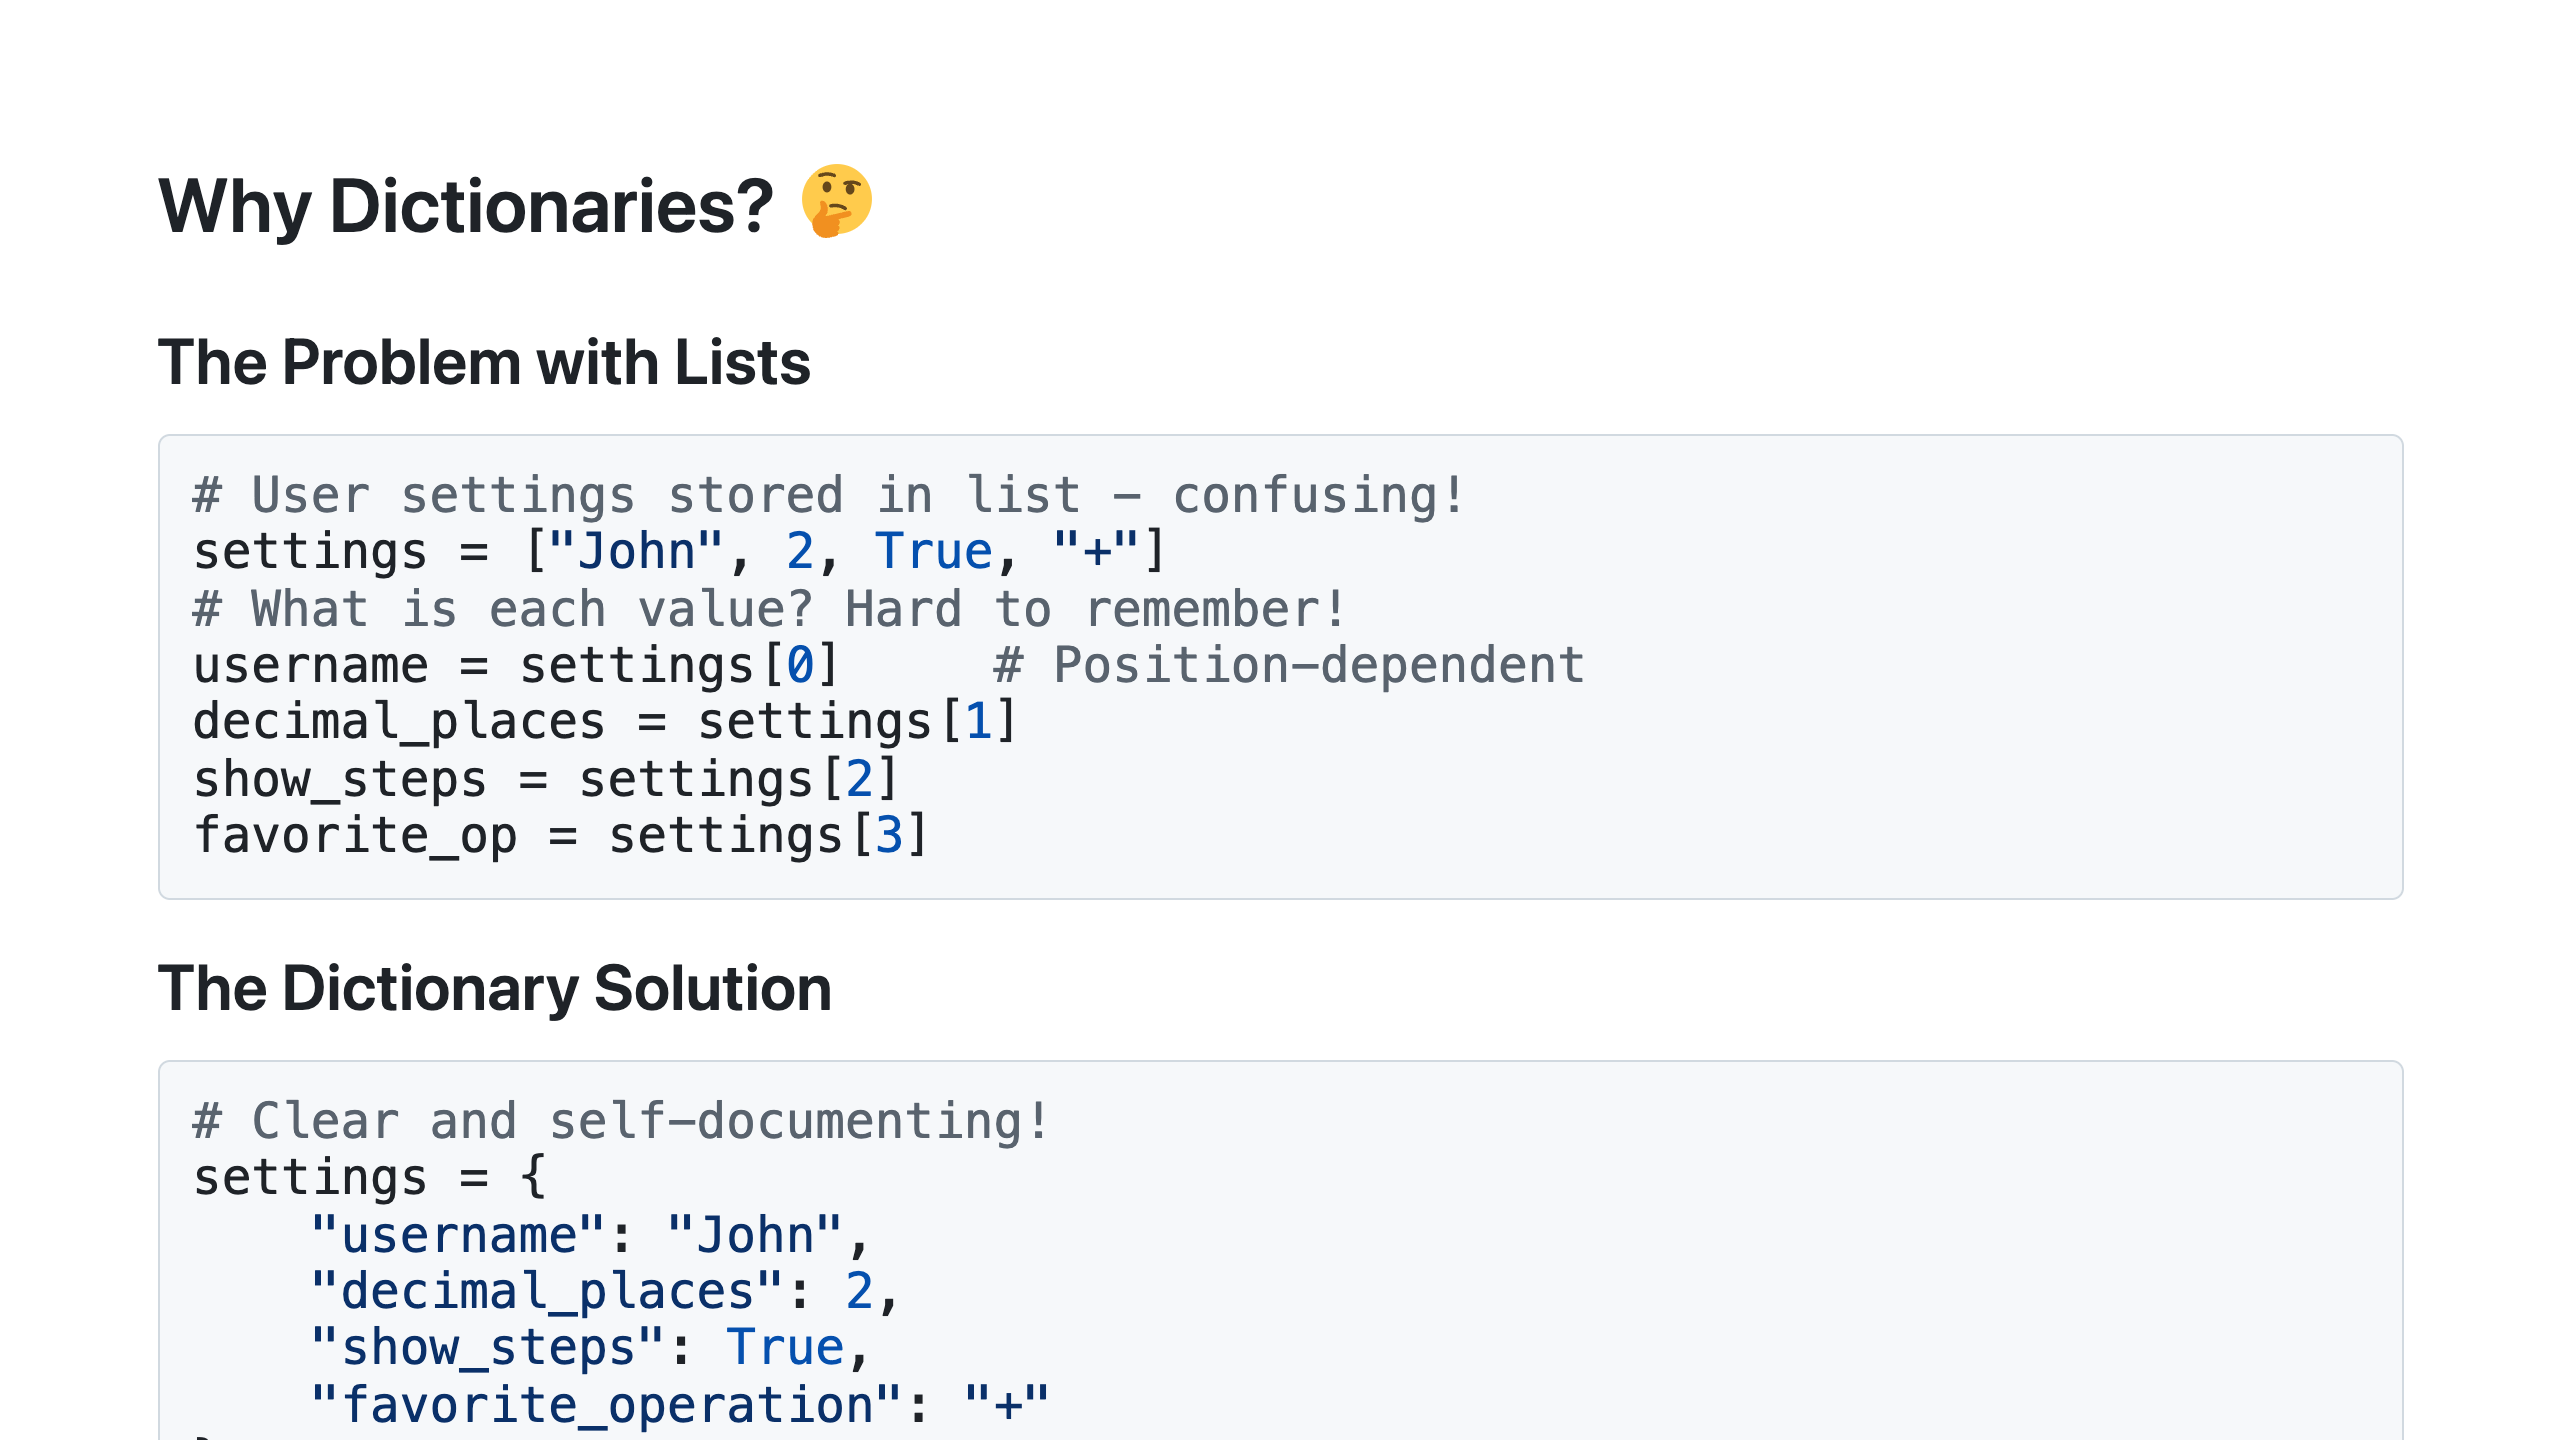 Why Dictionaries? 🤔
The Problem with Lists
# User settings stored in list - confusing!
settings = ["John", 2, True, "+"]
# What is each value? Hard to remember!
username = settings[0]     # Position-dependent
decimal_places = settings[1]
show_steps = settings[2]
favorite_op = settings[3]
The Dictionary Solution
# Clear and self-documenting!
settings = {
    "username": "John",
    "decimal_places": 2,
    "show_steps": True,
    "favorite_operation": "+"